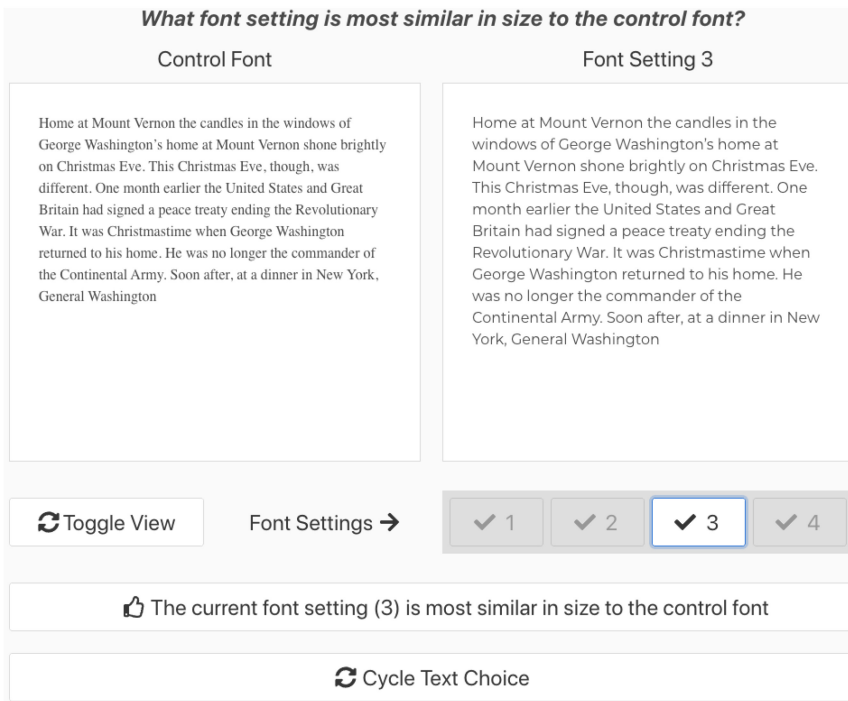 What font setting is most similar in size to the control font?
Control Font
Home at Mount Vernon the candles in the windows of
George Washington's home at Mount Vernon shone brightly
on Christmas Eve. This Christmas Eve, though, was
different. One month earlier the United States and Great
Britain had signed a peace treaty ending the Revolutionary
War. It was Christmastime when George Washington
returned to his home. He was no longer the commander of
the Continental Army. Soon after, at a dinner in New York,
General Washington
Font Setting 3
Home at Mount Vernon the candles in the
windows of George Washington's home at
Mount Vernon shone brightly on Christmas Eve.
This Christmas Eve, though, was different. One
month earlier the United States and Great
Britain had signed a peace treaty ending the
Revolutionary War. It was Christmastime when
George Washington returned to his home. He
was no longer the commander of the
Continental Army. Soon after, at a dinner in New
York, General Washington
Toggle View
Font Settings →
1
2
3
4
The current font setting (3) is most similar in size to the control font
Cycle Text Choice